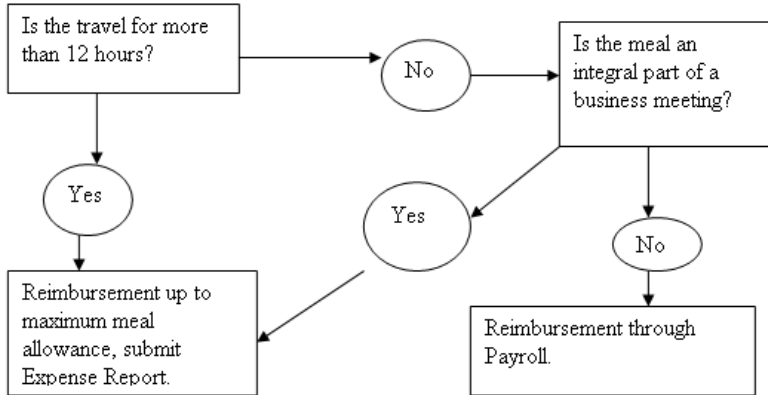 Is the travel for more
than 12 hours?
No
Is the meal an
integral part of a
business meeting?
Yes
Yes
No
Reimbursement up to
maximum meal
allowance, submit
Expense Report.
Reimbursement through
Payroll.